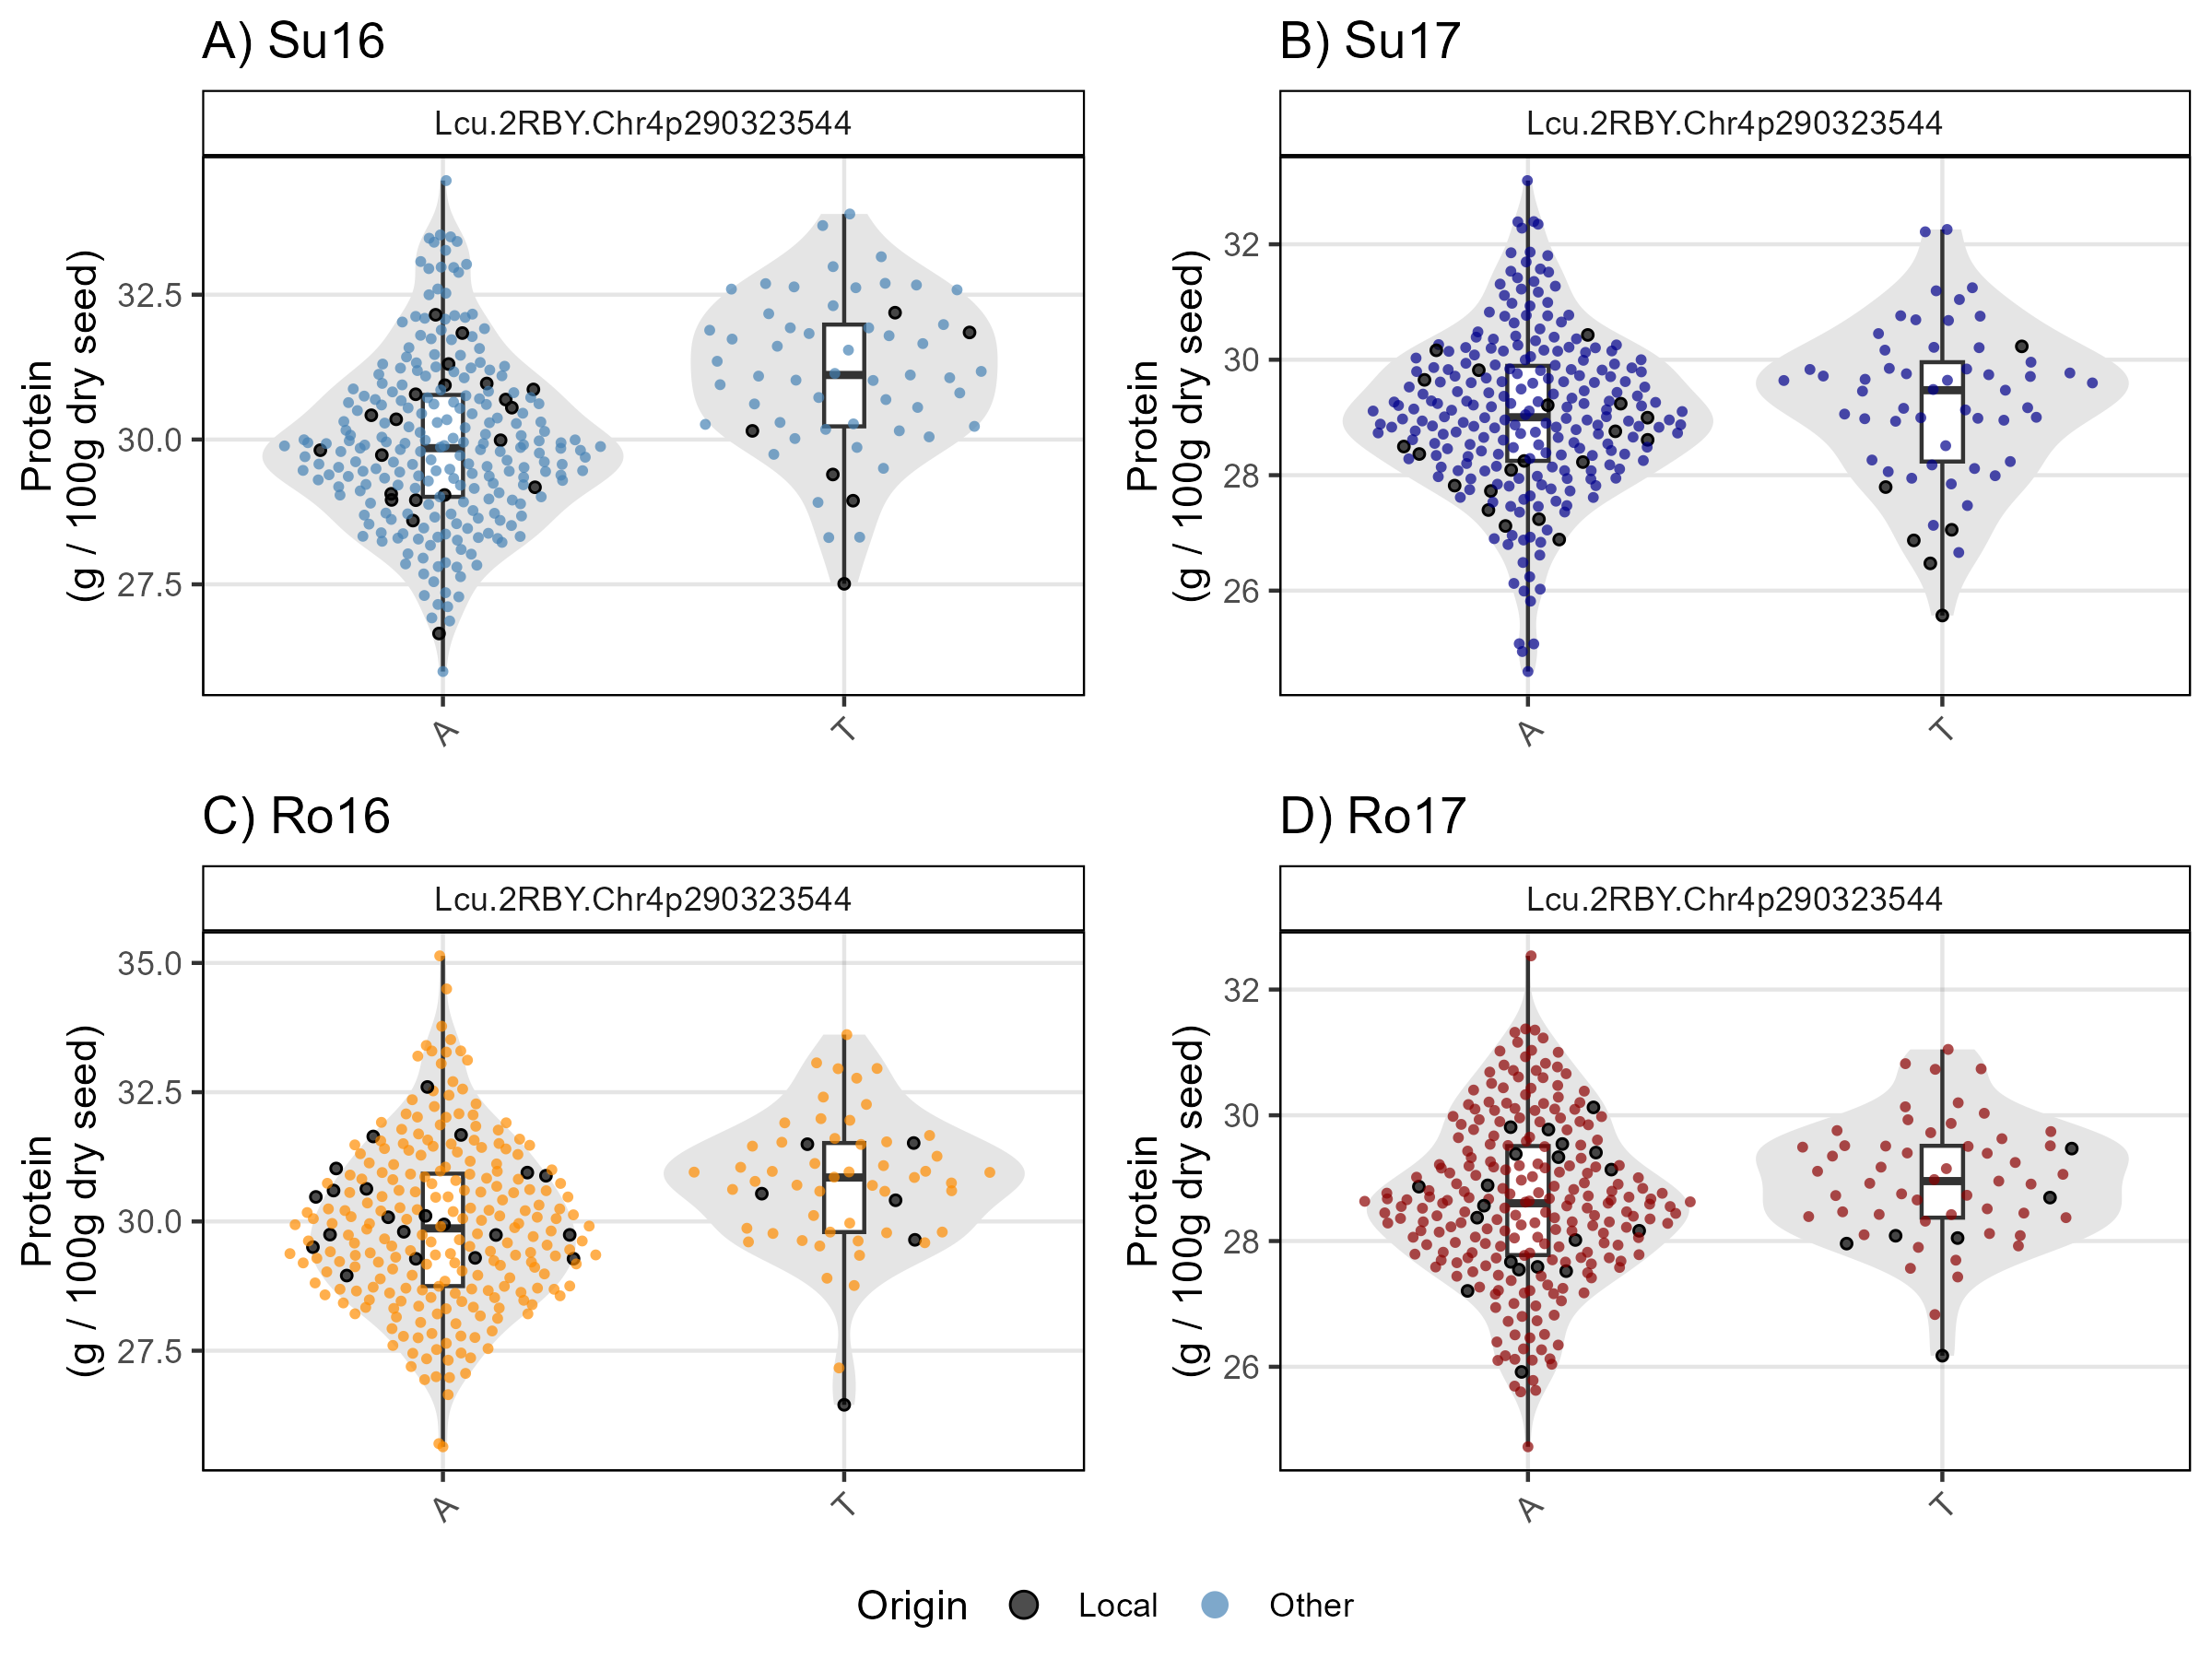 A) Su16
Lcu.2RBY.Chr4p290323544
Protein
(g / 100g dry seed)
32.5
30.0
27.5
A
T
B) Su17
Lcu.2RBY.Chr4p290323544
Protein
(g / 100g dry seed)
32
30
28
26
A
T
C) Ro16
Lcu.2RBY.Chr4p290323544
Protein
(g / 100g dry seed)
35.0
32.5
30.0
27.5
A
T
D) Ro17
Lcu.2RBY.Chr4p290323544
Protein
(g / 100g dry seed)
32
30
28
26
A
T
Origin Local Other